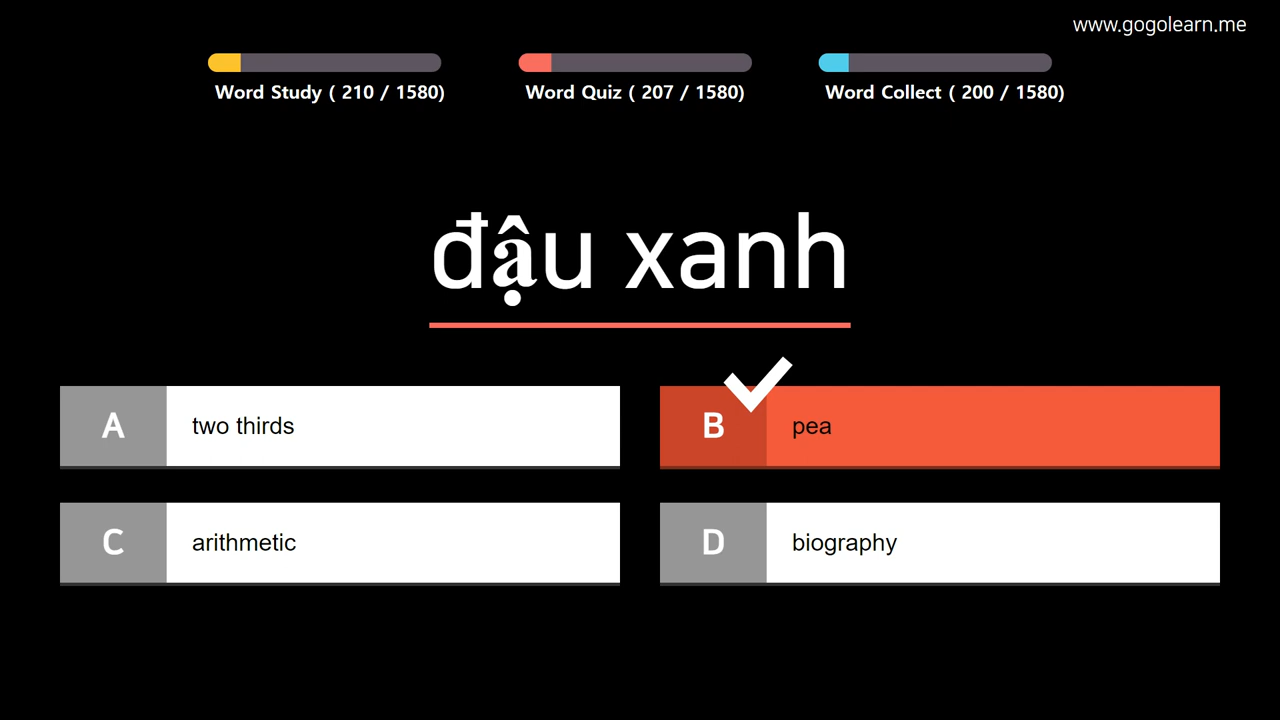 www.gogolearn.me
Word Study ( 210 / 1580)
Word Quiz ( 207 / 1580)
Word Collect ( 200 / 1580)
đậu xanh
A two thirds
B pea
C arithmetic
D biography